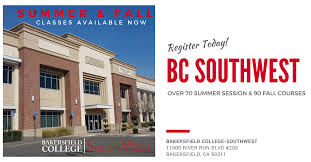 SUMMER & FALL
CLASSES AVAILABLE NOW
BAKERSFIELD
COLLEGE
SouthWest
Register Today!
BC SOUTHWEST
OVER 70 SUMMER SESSION & 90 FALL COURSES
BAKERSFIELD COLLEGE-SOUTHWEST
11000 RIVER RUN BLVD #200
BAKERSFIELD, CA 93311